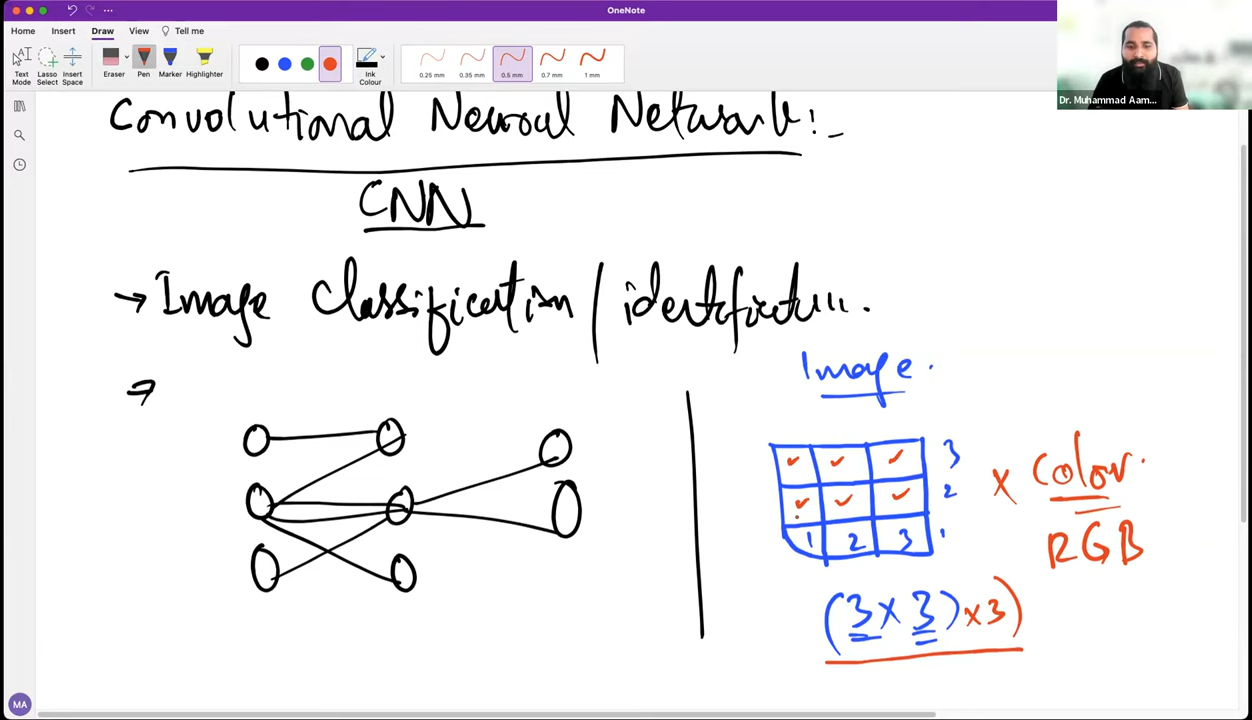 OneNote
Home Insert Draw View Tell me
Text Mode
Lasso Select
Insert Space
Eraser
Pen
Marker
Highlighter
Ink Colour
0.25 mm
0.35 mm
0.5 mm
0.7 mm
1 mm
Dr. Muhammad Aam...
Convolutional Neural Network:-
CNN
→ Image classification / identification.
⇒
Image.
3
2
1 2 3 1
x Colour.
RGB
(3 x 3) x 3)
MA